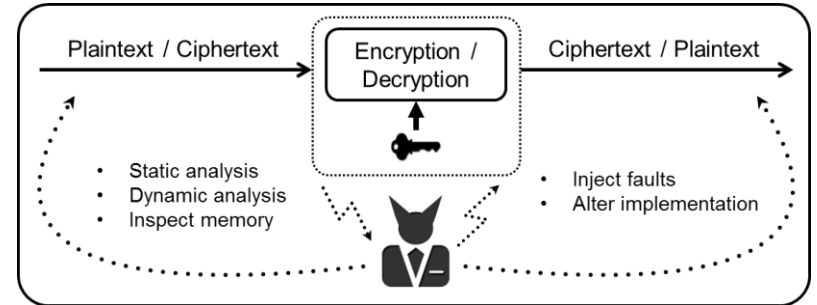 Plaintext / Ciphertext
Encryption /
Decryption
Ciphertext / Plaintext
• Static analysis
• Dynamic analysis
• Inspect memory
• Inject faults
• Alter implementation